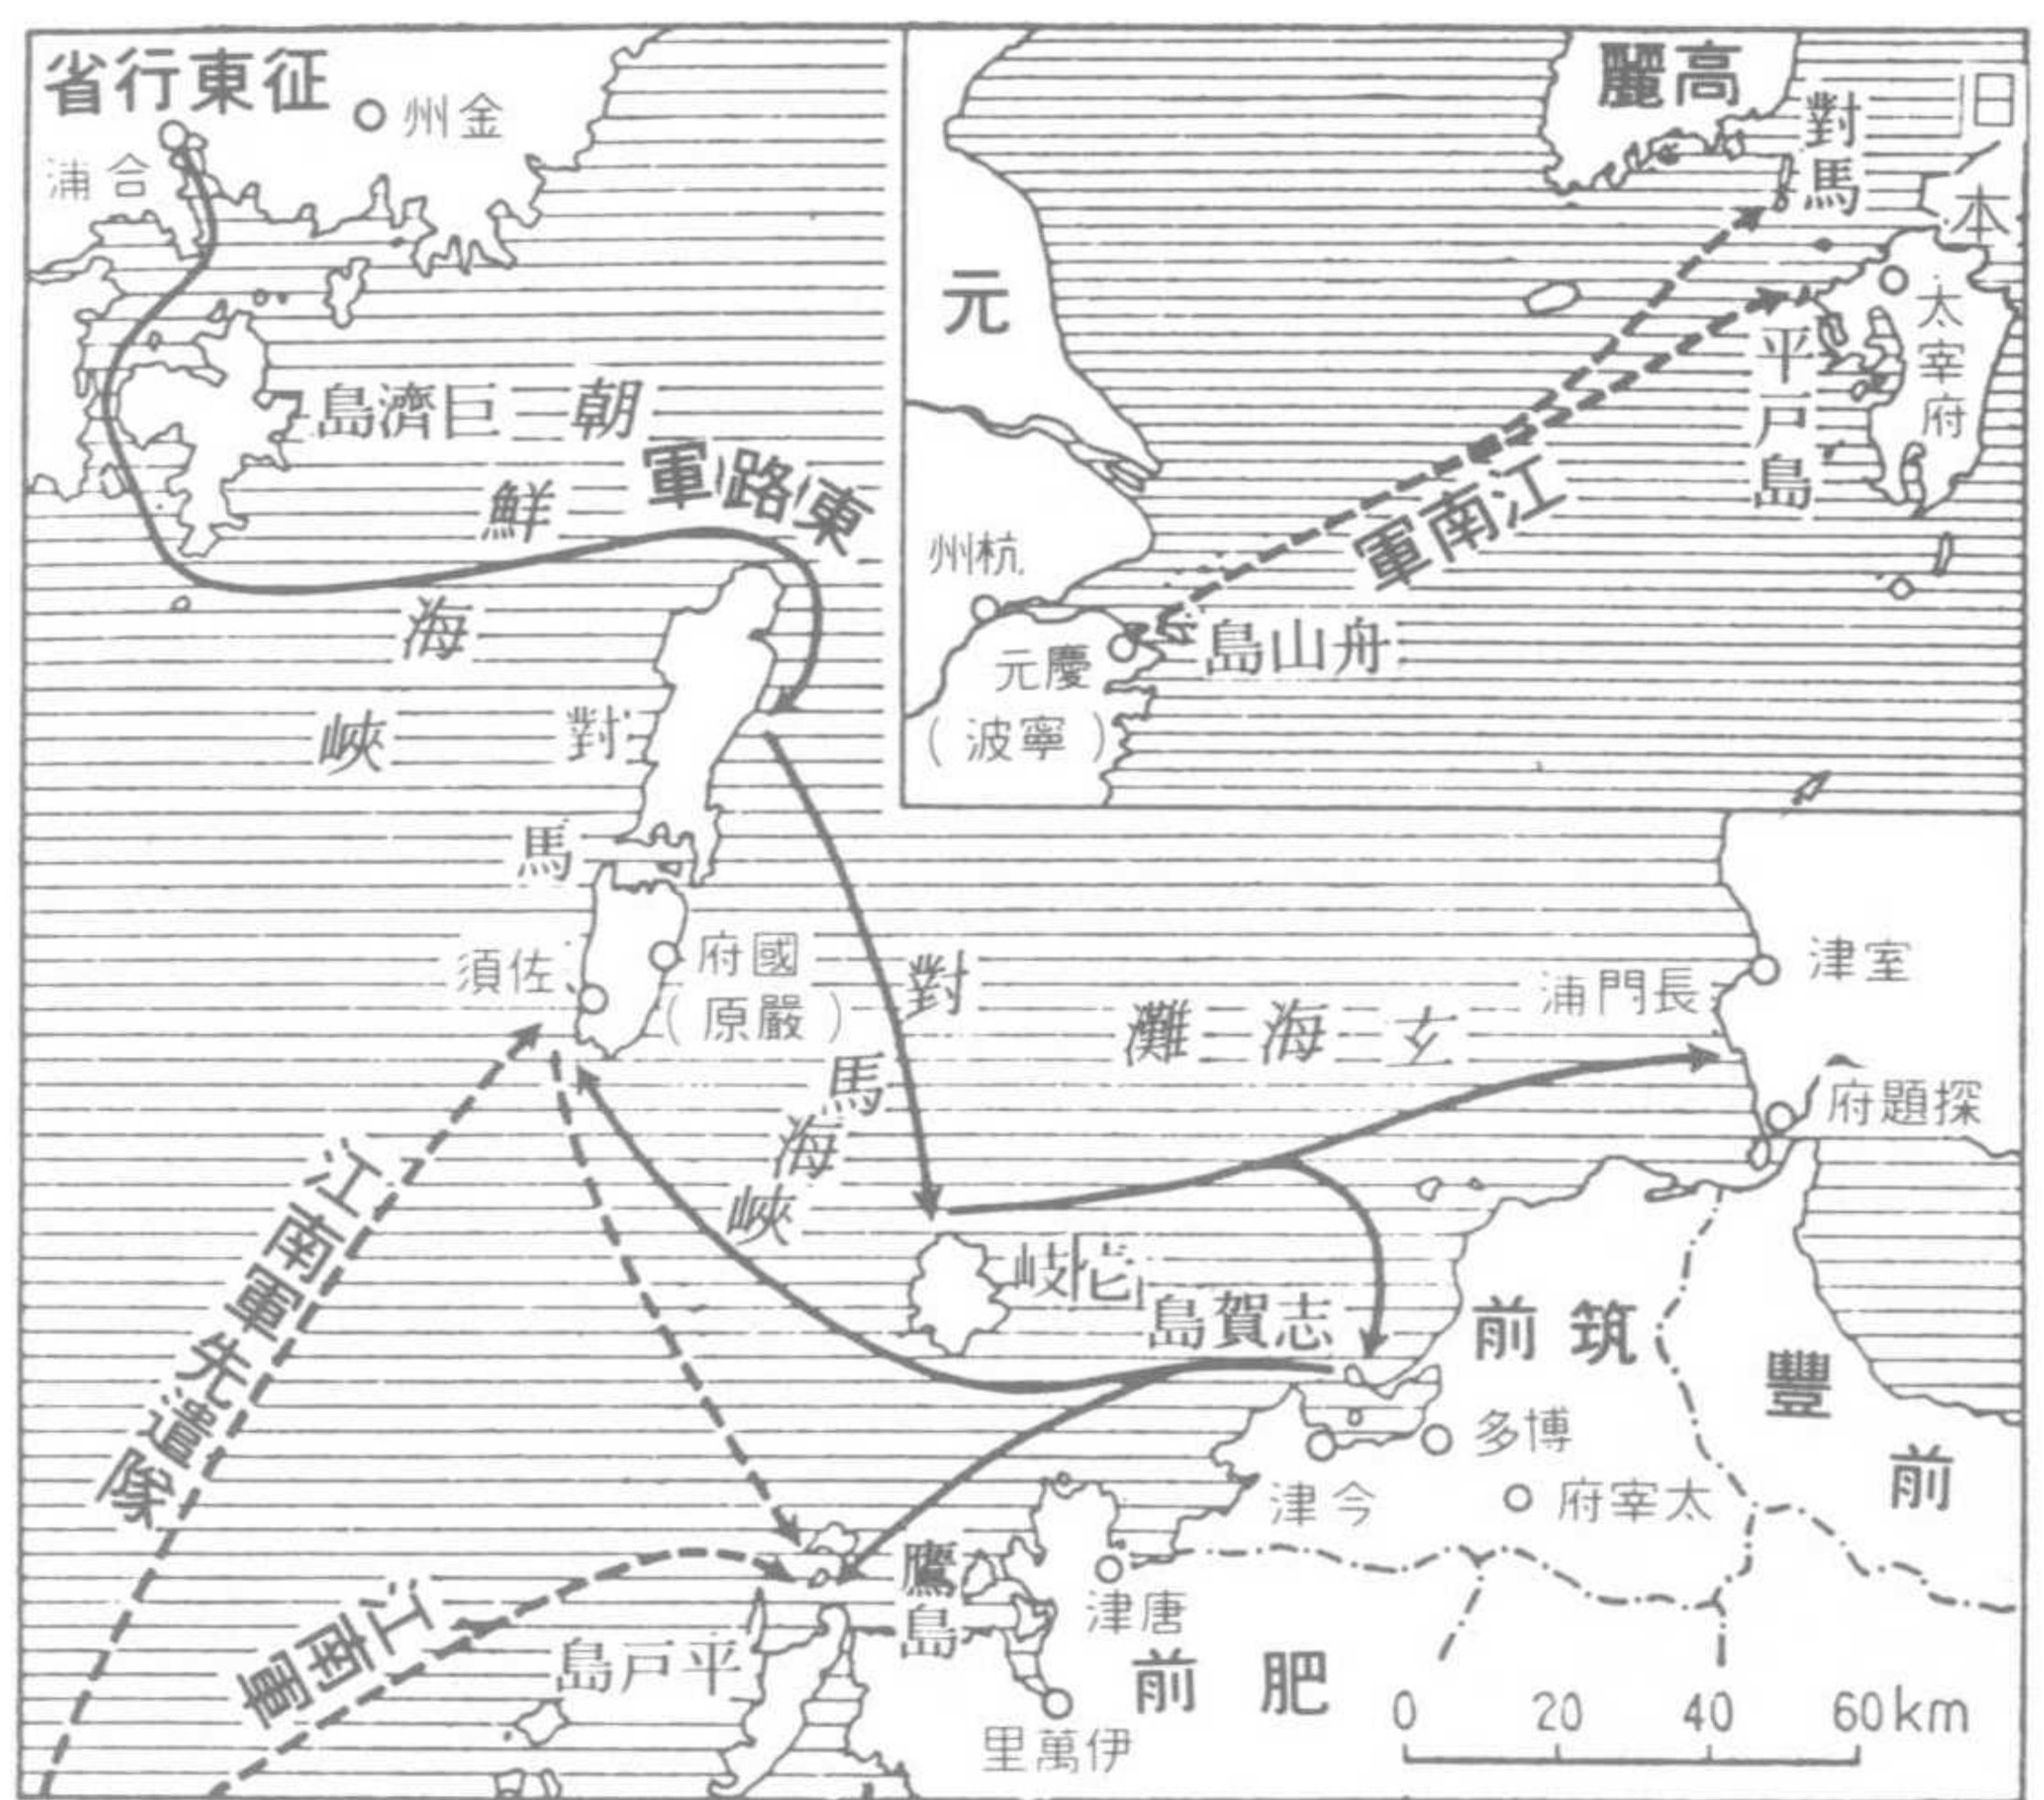 征東行省
金州
合浦
巨濟島
朝鮮海峽
東路軍
對馬
佐須
國府
(嚴原)
對馬海峽
玄海灘
長門浦
室津
探題府
壱岐
志賀島
筑前
豐前
博多
今津
太宰府
唐津
肥前
伊萬里
鷹島
平戸島
江南軍先遣隊
江南軍
0 20 40 60km
高麗
對馬
日本
元
太宰府
平戸島
江南軍
杭州
舟山島
慶元
(寧波)